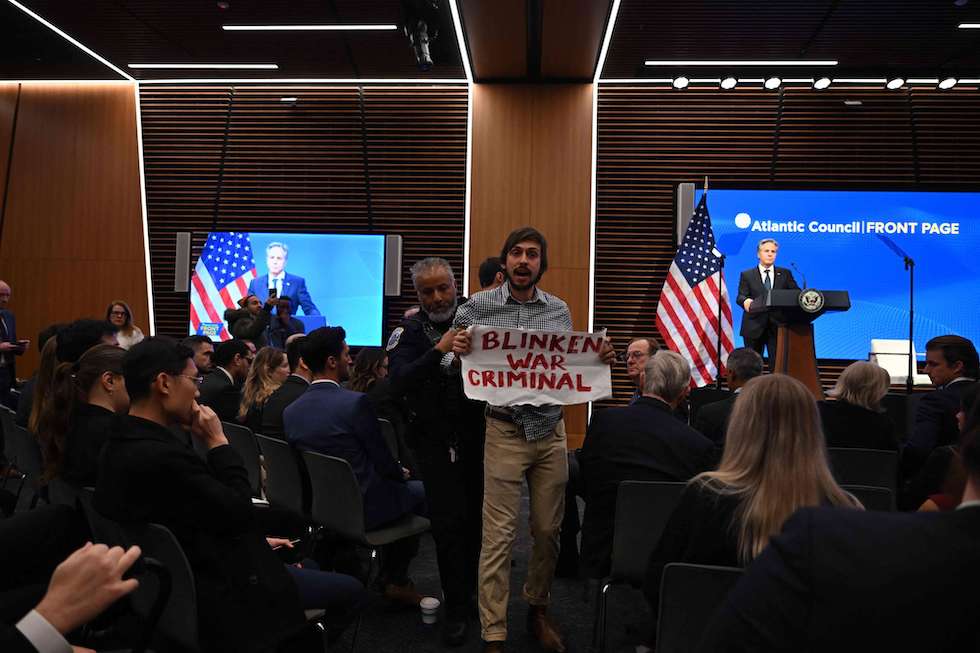 Atlantic Council | FRONT PAGE
BLINKEN
WAR
CRIMINAL